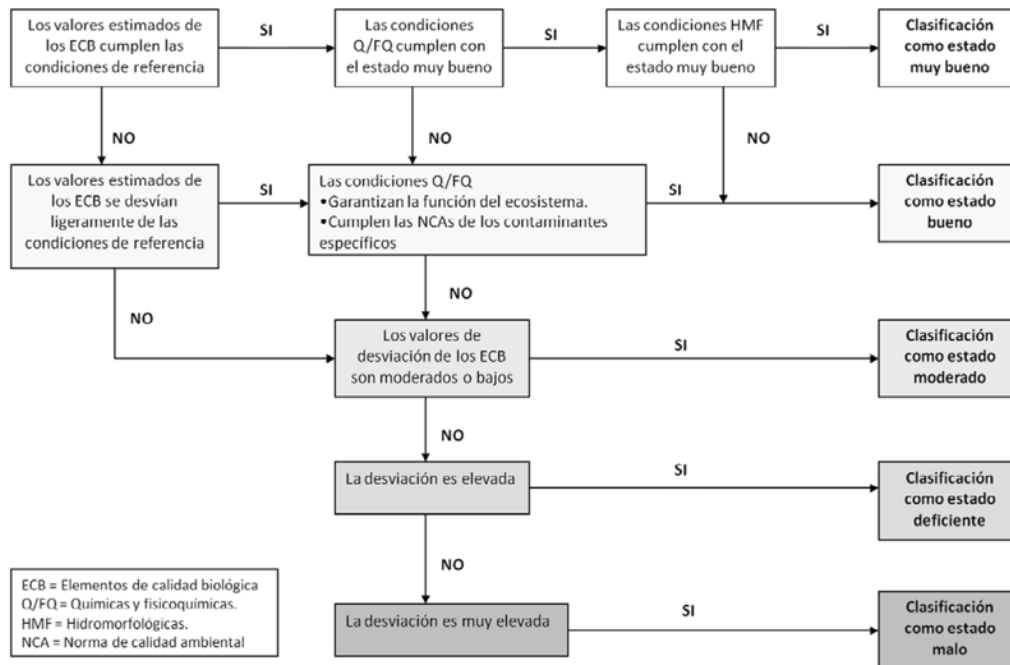 Los valores estimados de
los ECB cumplen las
condiciones de referencia
SI
Las condiciones
Q/FQ cumplen con
el estado muy bueno
SI
Las condiciones HMF
cumplen con el
estado muy bueno
SI
Clasificación
como estado
muy bueno
NO
NO
NO
Los valores estimados de
los ECB se desvían
ligeramente de las
condiciones de referencia
SI
Las condiciones Q/FQ
•Garantizan la función del ecosistema.
•Cumplen las NCAs de los contaminantes
específicos
SI
Clasificación
como estado
bueno
NO
NO
Los valores de
desviación de los ECB
son moderados o bajos
SI
Clasificación
como estado
moderado
NO
La desviación es elevada
SI
Clasificación
como estado
deficiente
NO
La desviación es muy elevada
SI
Clasificación
como estado
malo
ECB = Elementos de calidad biológica
Q/FQ = Químicas y fisicoquímicas.
HMF = Hidromorfológicas.
NCA = Norma de calidad ambiental